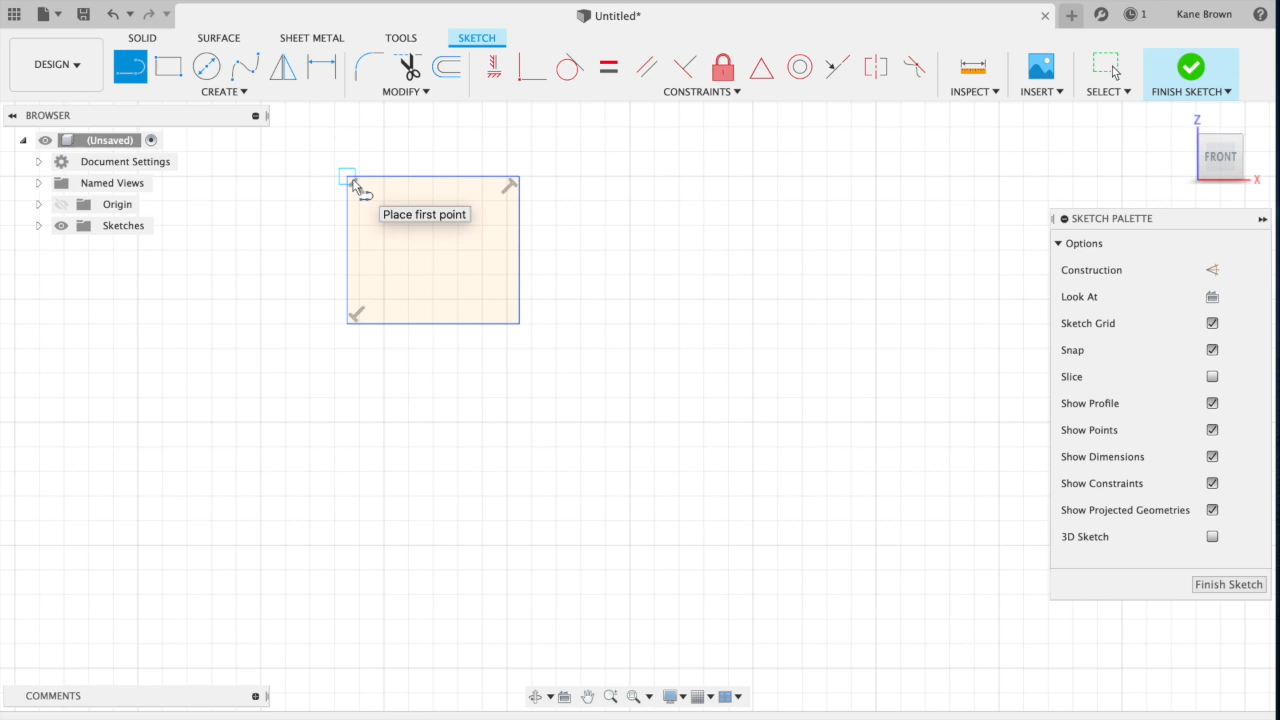 Untitled*
1
Kane Brown
SOLID
SURFACE
SHEET METAL
TOOLS
SKETCH
DESIGN
CREATE
MODIFY
CONSTRAINTS
INSPECT
INSERT
SELECT
FINISH SKETCH
BROWSER
(Unsaved)
Document Settings
Named Views
Origin
Sketches
Place first point
Z
FRONT
X
SKETCH PALETTE
Options
Construction
Look At
Sketch Grid
Snap
Slice
Show Profile
Show Points
Show Dimensions
Show Constraints
Show Projected Geometries
3D Sketch
Finish Sketch
COMMENTS